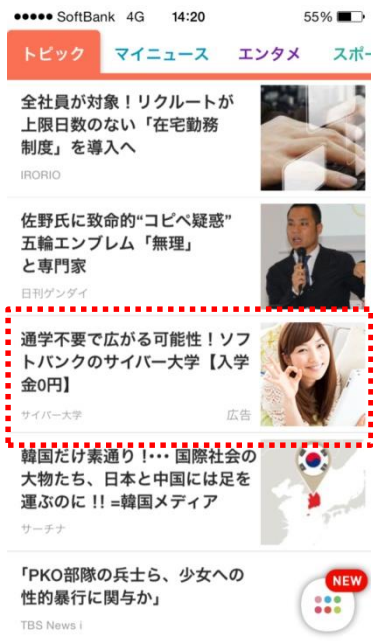 SoftBank 4G 14:20 55%
トピック マイニュース エンタメ スポー
全社員が対象！リクルートが
上限日数のない「在宅勤務
制度」を導入へ
IRORIO
佐野氏に致命的“コピペ疑惑”
五輪エンブレム「無理」
と専門家
日刊ゲンダイ
通学不要で広がる可能性！ソフ
トバンクのサイバー大学【入学
金0円】
サイバー大学 広告
韓国だけ素通り！… 国際社会の
大物たち、日本と中国には足を
運ぶのに !! =韓国メディア
サーチナ
「PKO部隊の兵士ら、少女への
性的暴行に関与か」
TBS News i
NEW